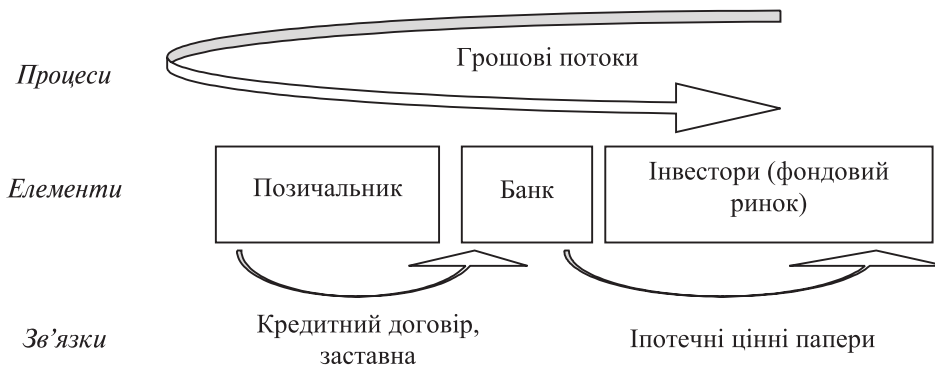 Грошові потоки
Процеси
Елементи
Позичальник
Банк
Інвестори (фондовий
ринок)
Зв’язки
Кредитний договір,
заставна
Іпотечні цінні папери